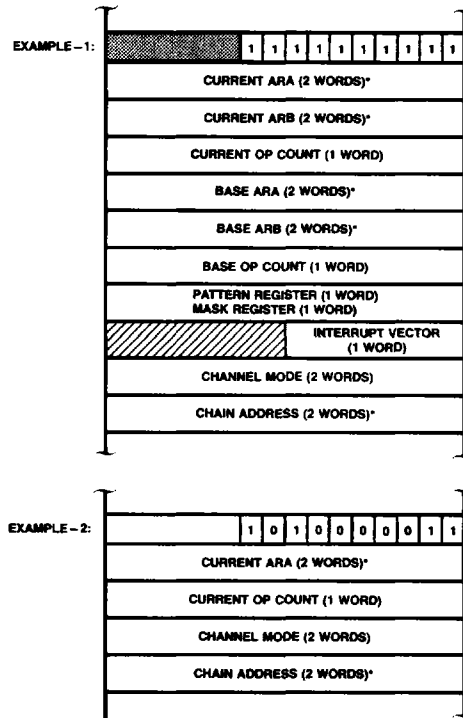 EXAMPLE–1:
1 1 1 1 1 1 1 1 1 1
CURRENT ARA (2 WORDS)*
CURRENT ARB (2 WORDS)*
CURRENT OP COUNT (1 WORD)
BASE ARA (2 WORDS)*
BASE ARB (2 WORDS)*
BASE OP COUNT (1 WORD)
PATTERN REGISTER (1 WORD)
MASK REGISTER (1 WORD)
INTERRUPT VECTOR
(1 WORD)
CHANNEL MODE (2 WORDS)
CHAIN ADDRESS (2 WORDS)*
EXAMPLE–2:
1 0 1 0 0 0 0 0 1 1
CURRENT ARA (2 WORDS)*
CURRENT OP COUNT (1 WORD)
CHANNEL MODE (2 WORDS)
CHAIN ADDRESS (2 WORDS)*